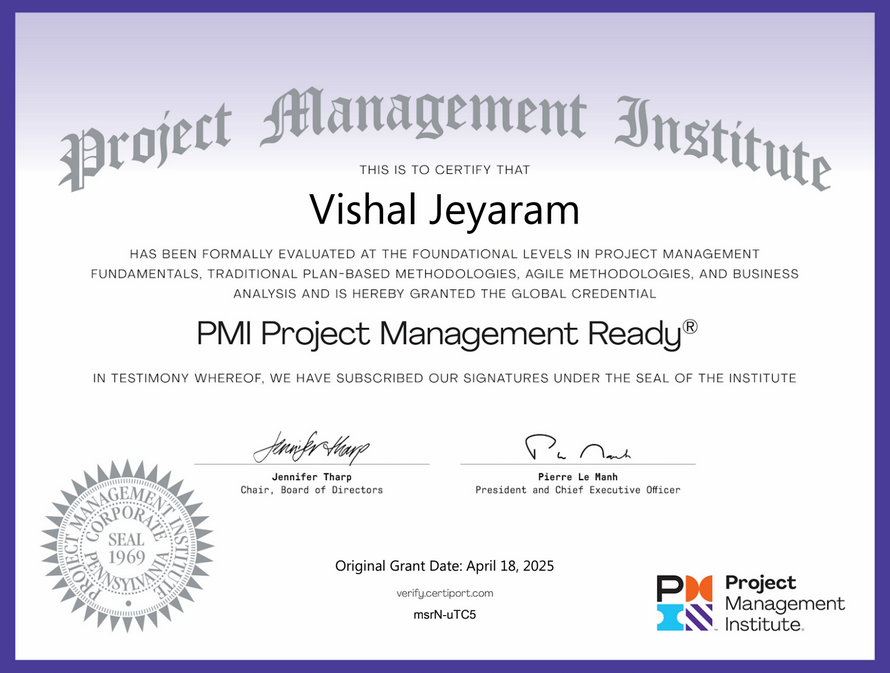 Project Management Institute
THIS IS TO CERTIFY THAT
Vishal Jeyaram
HAS BEEN FORMALLY EVALUATED AT THE FOUNDATIONAL LEVELS IN PROJECT MANAGEMENT
FUNDAMENTALS, TRADITIONAL PLAN-BASED METHODOLOGIES, AGILE METHODOLOGIES, AND BUSINESS
ANALYSIS AND IS HEREBY GRANTED THE GLOBAL CREDENTIAL
PMI Project Management Ready®
IN TESTIMONY WHEREOF, WE HAVE SUBSCRIBED OUR SIGNATURES UNDER THE SEAL OF THE INSTITUTE
Jennifer Tharp
Jennifer Tharp
Chair, Board of Directors
Pierre Le Manh
President and Chief Executive Officer
PROJECT MANAGEMENT INSTITUTE
CORPORATE
SEAL
1969
PENNSYLVANIA
Original Grant Date: April 18, 2025
verify.certiport.com
msrN-uTC5
Project
Management
Institute.